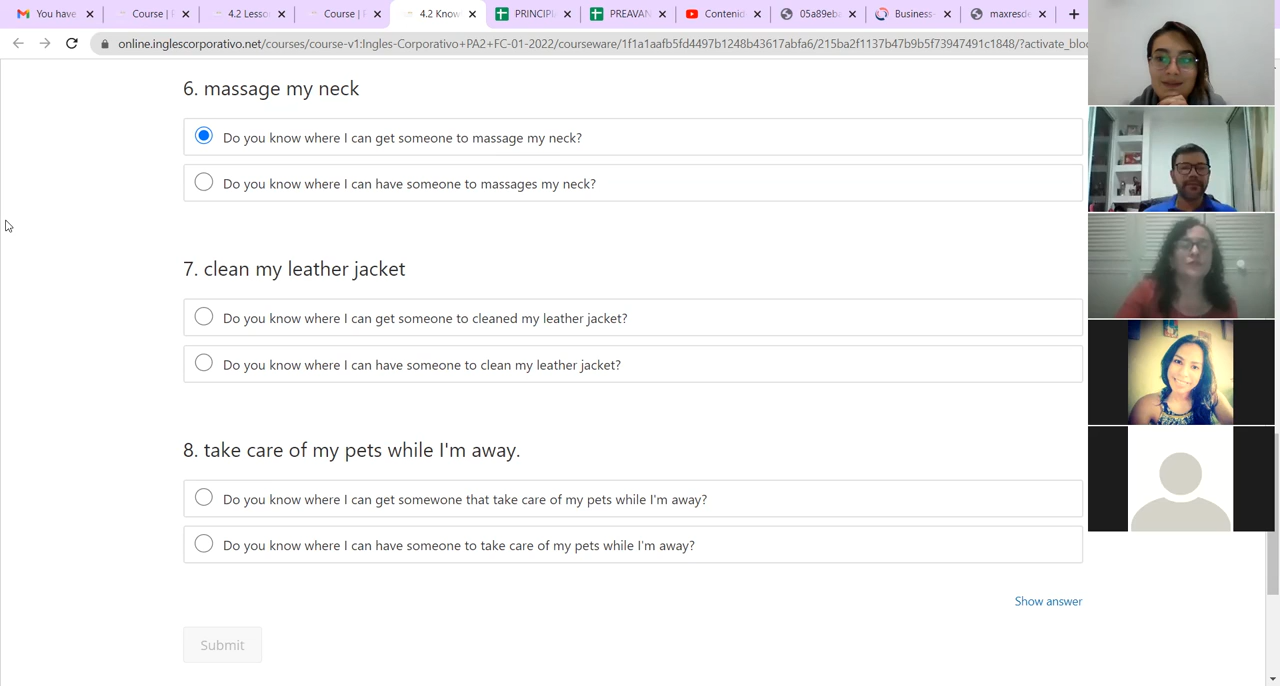 You have
Course | F
4.2 Lesso
Course | F
4.2 Know
PRINCIPI
PREAVAN
Contenid
05a89eb
Business
maxresde
online.inglescorporativo.net/courses/course-v1:Ingles-Corporativo+PA2+FC-01-2022/courseware/1f1a1aafb5fd4497b1248b43617abfa6/215ba2f1137b47b9b5f73947491c1848/?activate_bloc
6. massage my neck
Do you know where I can get someone to massage my neck?
Do you know where I can have someone to massages my neck?
7. clean my leather jacket
Do you know where I can get someone to cleaned my leather jacket?
Do you know where I can have someone to clean my leather jacket?
8. take care of my pets while I'm away.
Do you know where I can get somewone that take care of my pets while I'm away?
Do you know where I can have someone to take care of my pets while I'm away?
Show answer
Submit